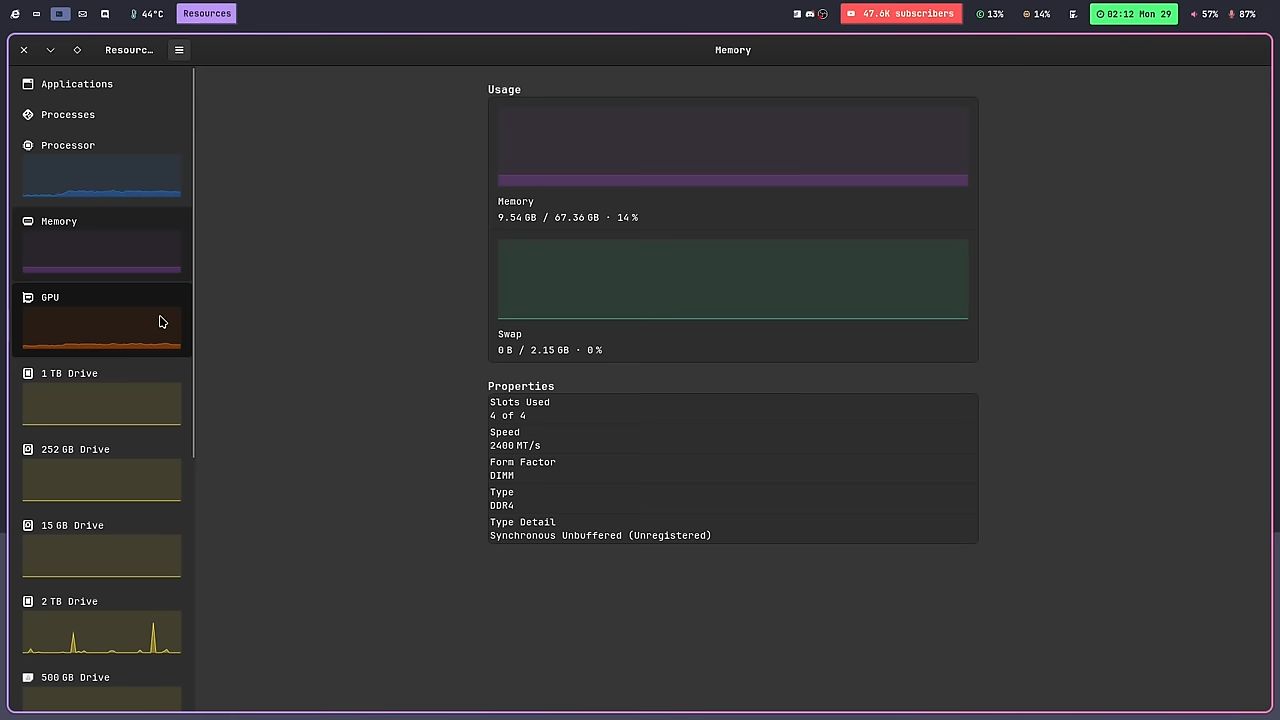 44°C
Resources
47.6K subscribers
13%
14%
02:12 Mon 29
57%
87%
Resourc…
Memory
Applications
Processes
Processor
Memory
GPU
1 TB Drive
252 GB Drive
15 GB Drive
2 TB Drive
500 GB Drive
Usage
Memory
9.54 GB / 67.36 GB · 14 %
Swap
0 B / 2.15 GB · 0 %
Properties
Slots Used
4 of 4
Speed
2400 MT/s
Form Factor
DIMM
Type
DDR4
Type Detail
Synchronous Unbuffered (Unregistered)